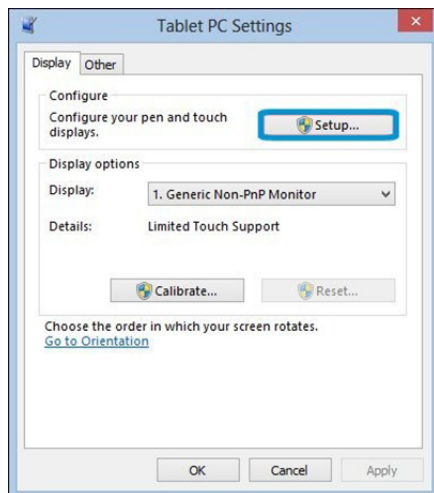 Tablet PC Settings
Display
Other
Configure
Configure your pen and touch
displays.
Setup...
Display options
Display:
1. Generic Non-PnP Monitor
Details:
Limited Touch Support
Calibrate...
Reset...
Choose the order in which your screen rotates.
Go to Orientation
OK
Cancel
Apply